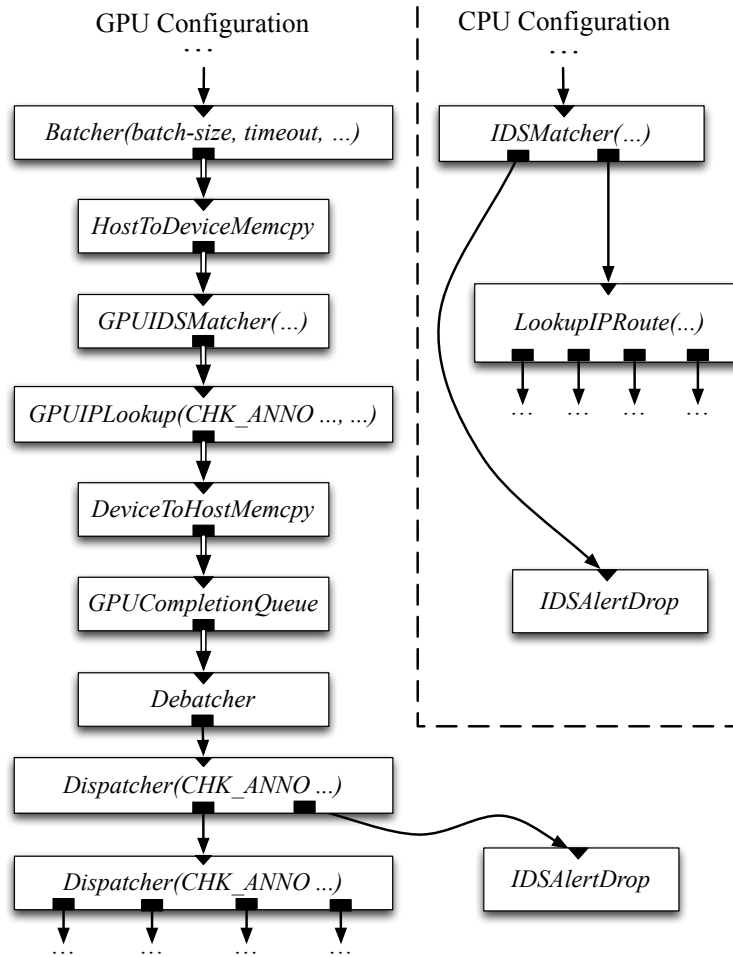 GPU Configuration
...
Batcher(batch-size, timeout, ...)
HostToDeviceMemcpy
GPUIDSMatcher(...)
GPUIPLookup(CHK_ANNO ..., ...)
DeviceToHostMemcpy
GPUCompletionQueue
Debatcher
Dispatcher(CHK_ANNO ...)
Dispatcher(CHK_ANNO ...)
... ... ... ...
IDSAlertDrop
CPU Configuration
...
IDSMatcher(...)
LookupIPRoute(...)
... ... ... ...
IDSAlertDrop